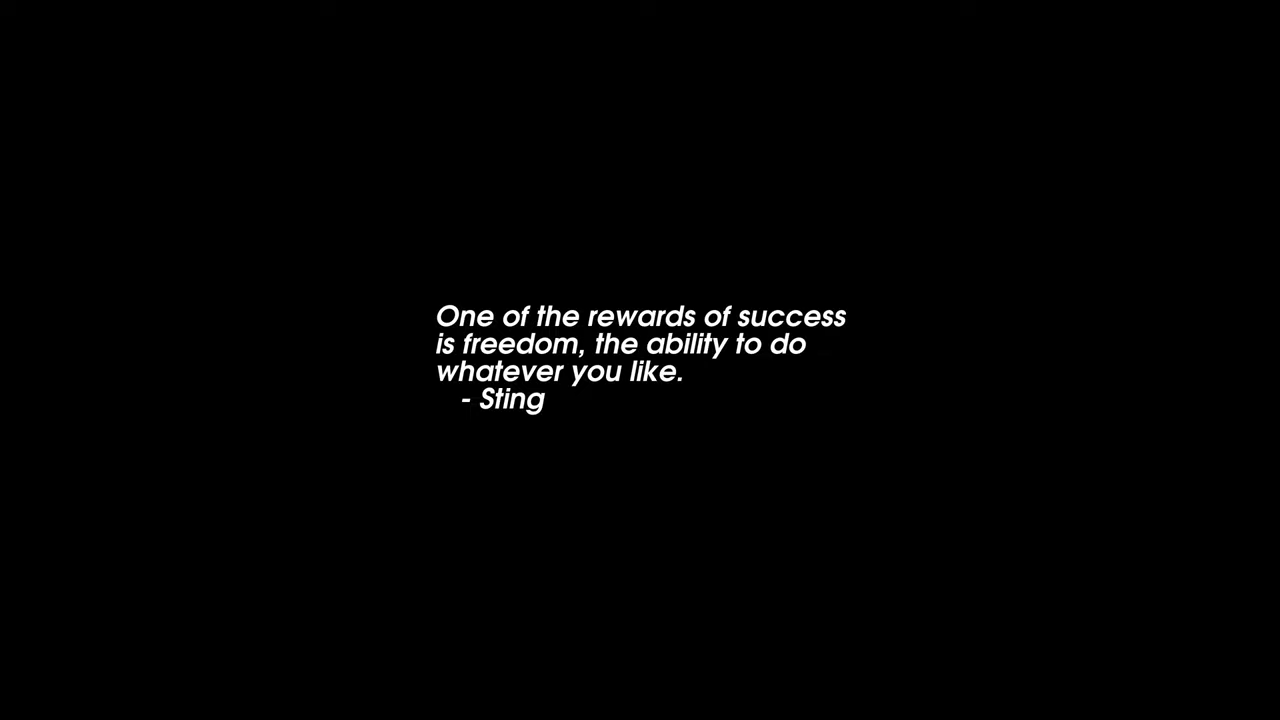 One of the rewards of success
is freedom, the ability to do
whatever you like.
- Sting